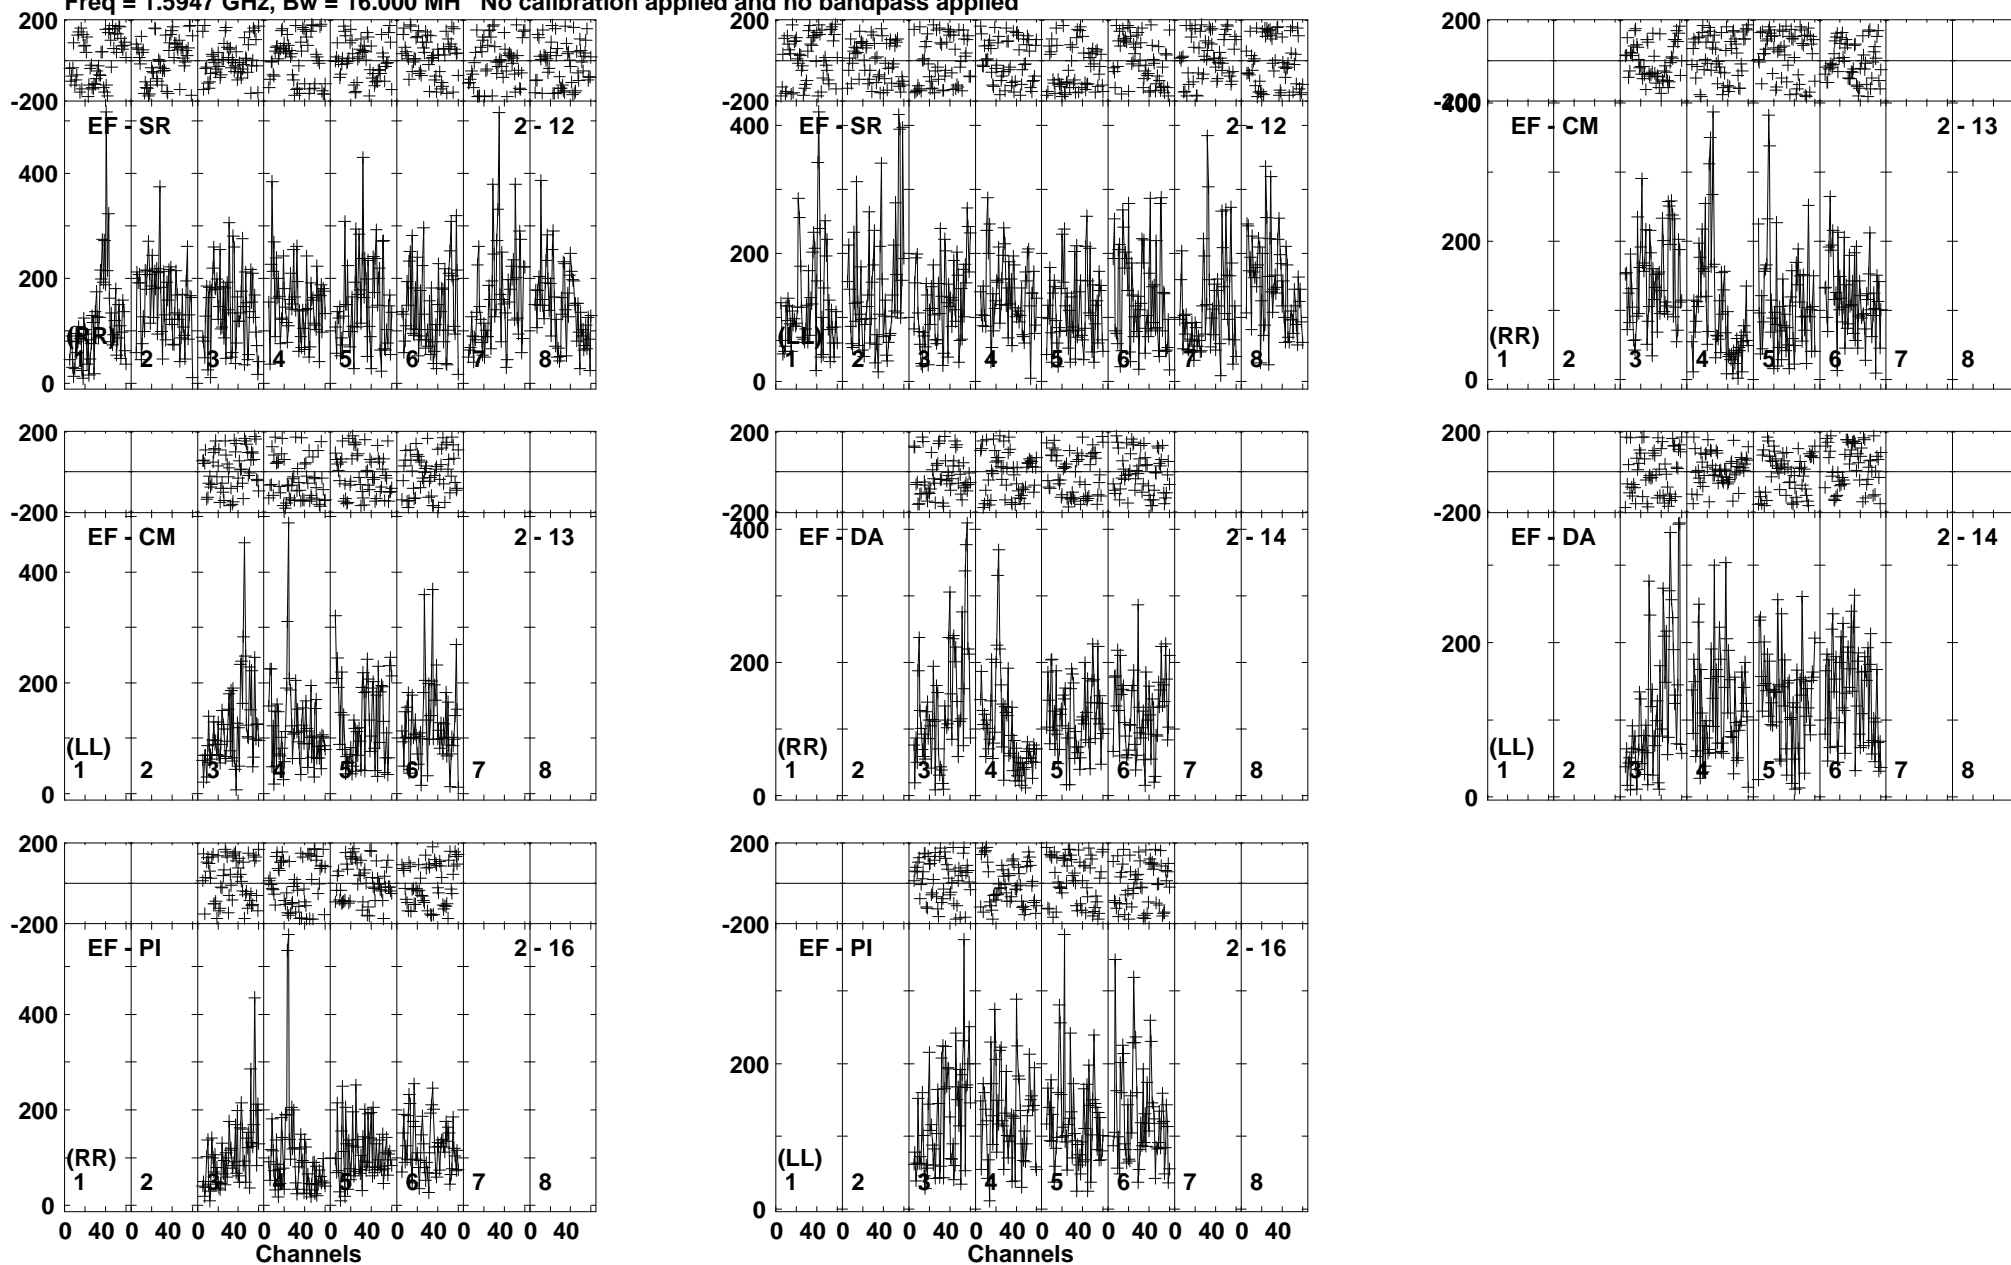 Freq = 1.5947 GHz, Bw = 16.000 MH No calibration applied and no bandpass applied
200
-200
EF - SR 2 - 12
400
200
(RR)
1 2 3 4 5 6 7 8
0
200
-200
EF - SR 2 - 12
400
200
(LL)
1 2 3 4 5 6 7 8
0
200
-200
400
EF - CM 2 - 13
200
(RR)
1 2 3 4 5 6 7 8
0
200
-200
EF - CM 2 - 13
400
200
(LL)
1 2 3 4 5 6 7 8
0
200
-200
400
EF - DA 2 - 14
200
(RR)
1 2 3 4 5 6 7 8
0
200
-200
EF - DA 2 - 14
200
(LL)
1 2 3 4 5 6 7 8
0
200
-200
EF - PI 2 - 16
400
200
(RR)
1 2 3 4 5 6 7 8
0
0 40 0 40 0 40 0 40 0 40 0 40 0 40 0 40
Channels
200
-200
EF - PI 2 - 16
200
(LL)
1 2 3 4 5 6 7 8
0
0 40 0 40 0 40 0 40 0 40 0 40 0 40 0 40
Channels